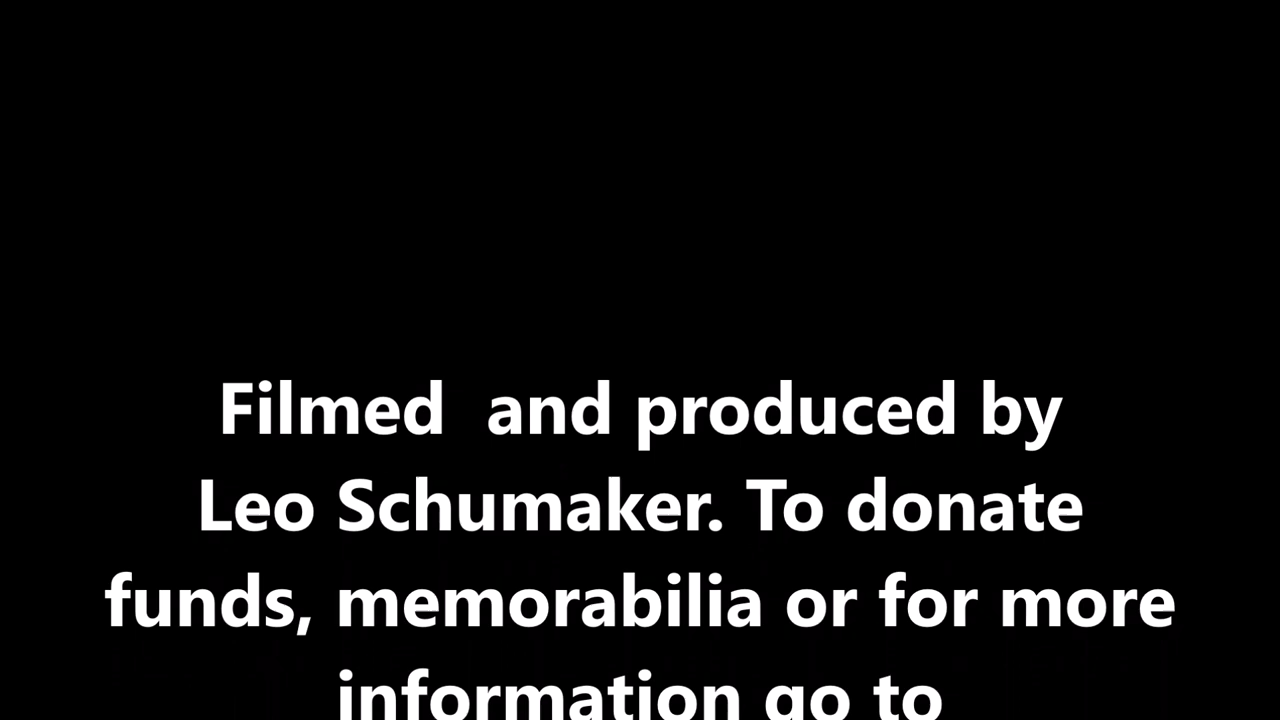 Filmed  and produced by
Leo Schumaker. To donate
funds, memorabilia or for more
information go to